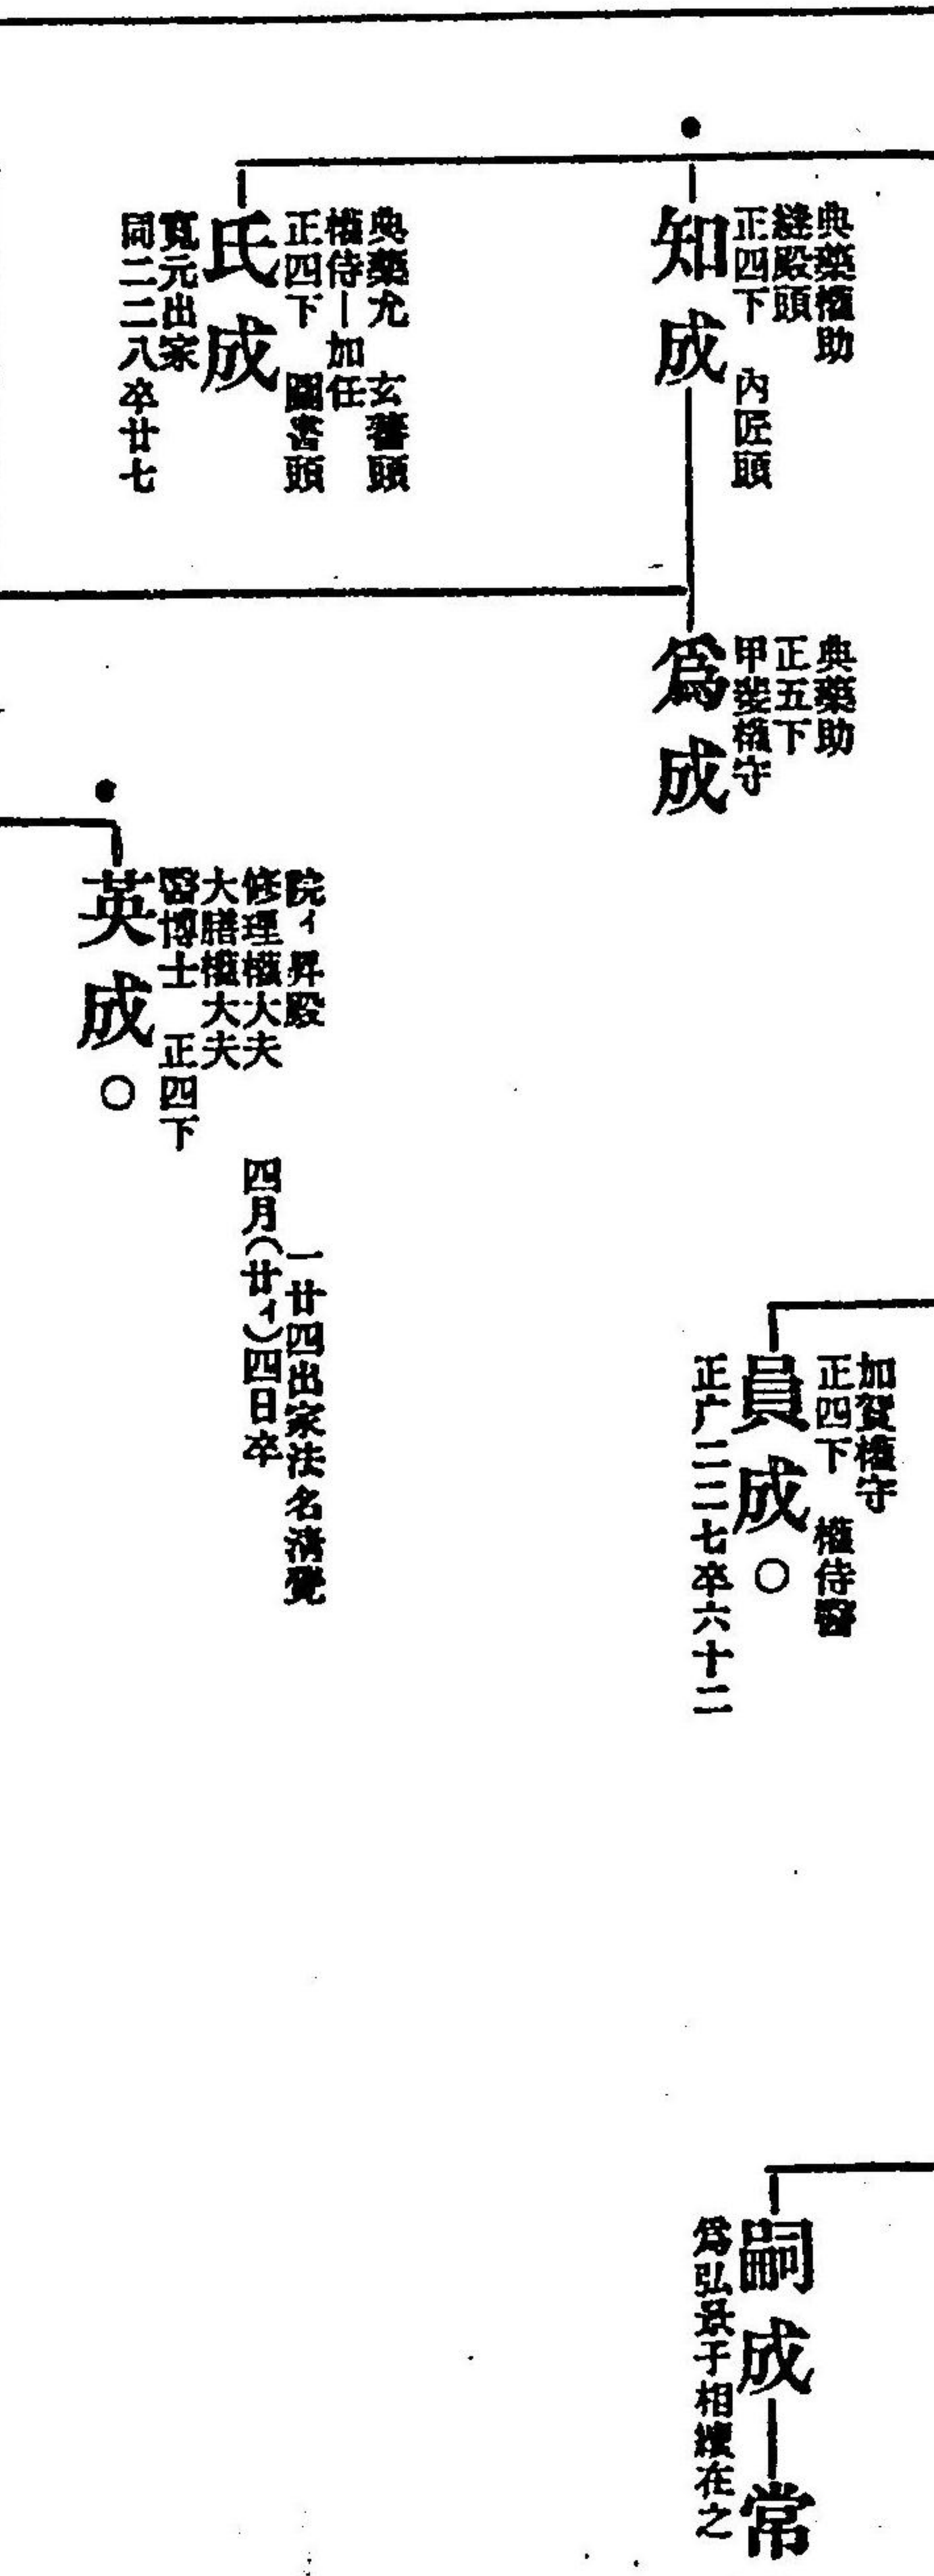 典藥權助
縫殿頭
正四下 內匠頭
知成
典藥允 玄蕃頭
權侍ー加任
正四下 圖書頭
氏成
寬元出家
同二二八卒廿七
典藥助
正五下
甲斐權守
爲成
院イ昇殿
修理權大夫
大膳權大夫
醫博士 正四下
英成○
一廿四出家法名淸覺
四月(廿イ)四日卒
加賀權守
正四下 權侍醫
員成○
正广二二七卒六十二
嗣成
常
爲弘景子相續在之